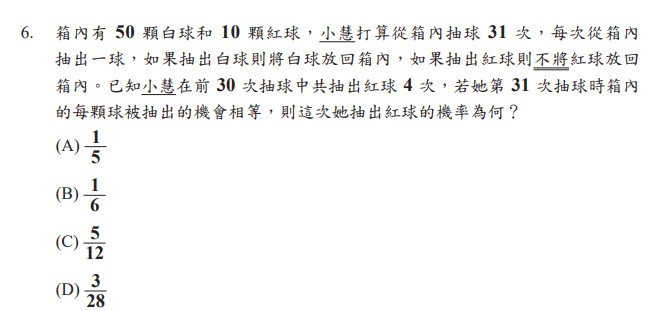 6. 箱內有 50 顆白球和 10 顆紅球，小慧打算從箱內抽球 31 次，每次從箱內
抽出一球，如果抽出白球則將白球放回箱內，如果抽出紅球則不將紅球放回
箱內。已知小慧在前 30 次抽球中共抽出紅球 4 次，若她第 31 次抽球時箱內
的每顆球被抽出的機會相等，則這次她抽出紅球的機率為何？
(A) 1/5
(B) 1/6
(C) 5/12
(D) 3/28